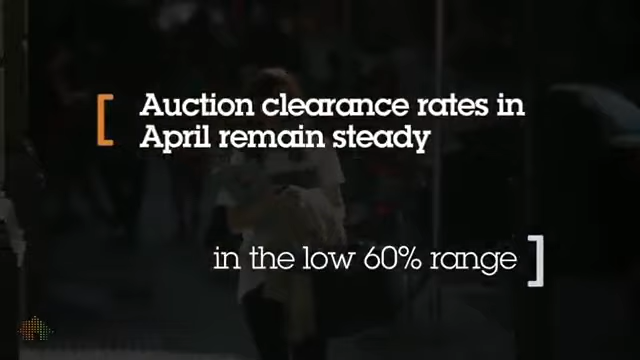 Auction clearance rates in
April remain steady
in the low 60% range